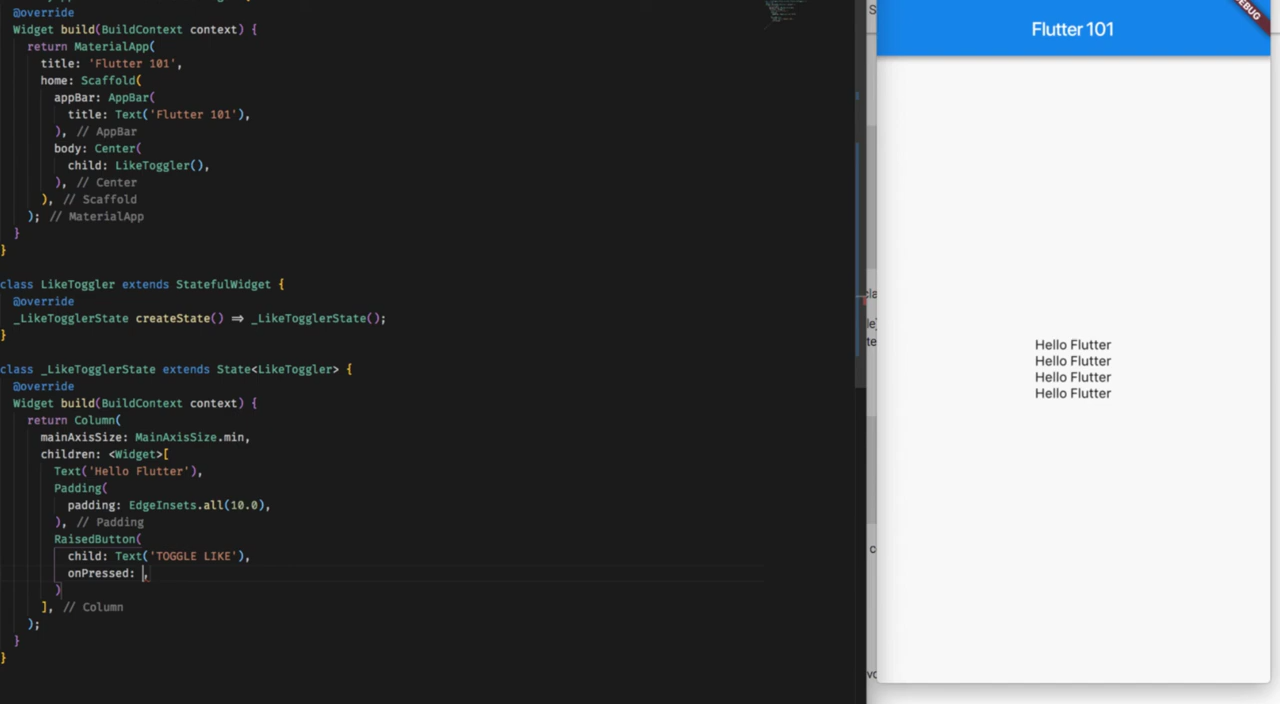 @override
Widget build(BuildContext context) {
return MaterialApp(
title: 'Flutter 101',
home: Scaffold(
appBar: AppBar(
title: Text('Flutter 101'),
), // AppBar
body: Center(
child: LikeToggler(),
), // Center
), // Scaffold
); // MaterialApp
}
}
class LikeToggler extends StatefulWidget {
@override
_LikeTogglerState createState() => _LikeTogglerState();
}
class _LikeTogglerState extends State<LikeToggler> {
@override
Widget build(BuildContext context) {
return Column(
mainAxisSize: MainAxisSize.min,
children: <Widget>[
Text('Hello Flutter'),
Padding(
padding: EdgeInsets.all(10.0),
), // Padding
RaisedButton(
child: Text('TOGGLE LIKE'),
onPressed: ,
)
], // Column
);
}
}
Flutter 101
Hello Flutter
Hello Flutter
Hello Flutter
Hello Flutter